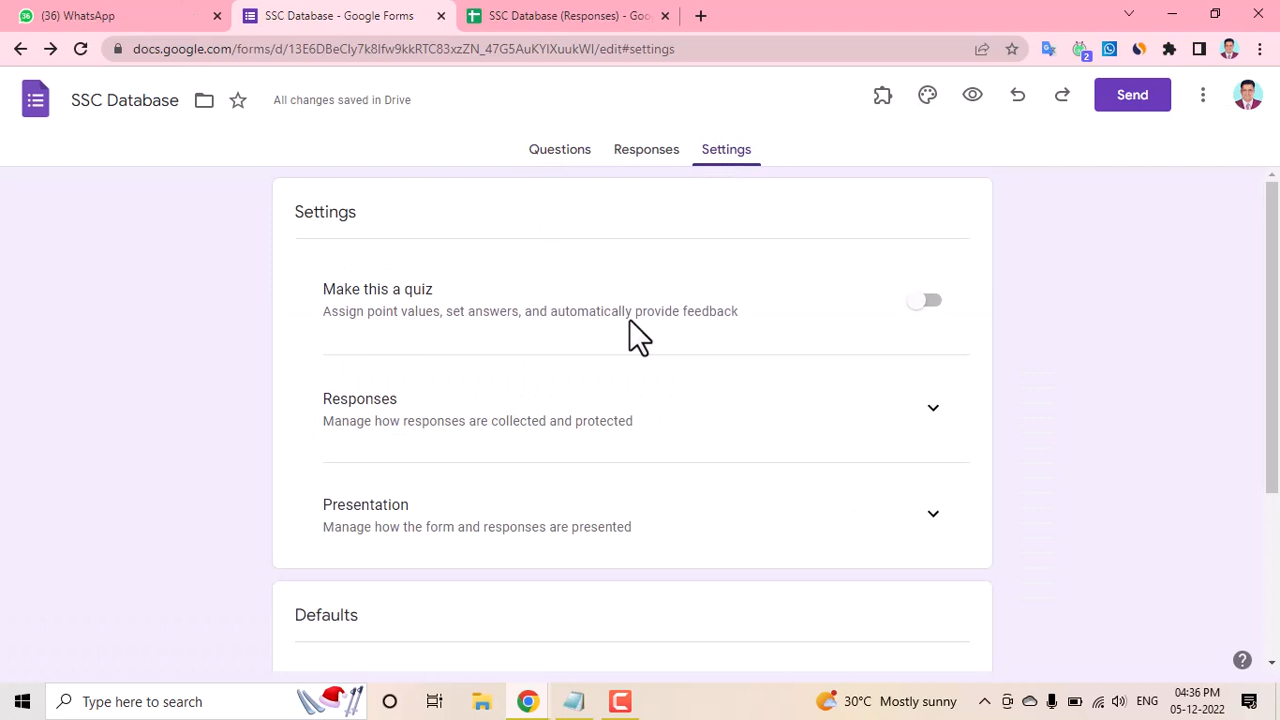 (36) WhatsApp
SSC Database - Google Forms
SSC Database (Responses) - Goo
docs.google.com/forms/d/13E6DBeCIy7k8Ifw9kkRTC83xzZN_47G5AuKYlXuukWI/edit#settings
2
SSC Database
All changes saved in Drive
Send
Questions
Responses
Settings
Settings
Make this a quiz
Assign point values, set answers, and automatically provide feedback
Responses
Manage how responses are collected and protected
Presentation
Manage how the form and responses are presented
Defaults
Type here to search
30°C Mostly sunny
04:36 PM
05-12-2022